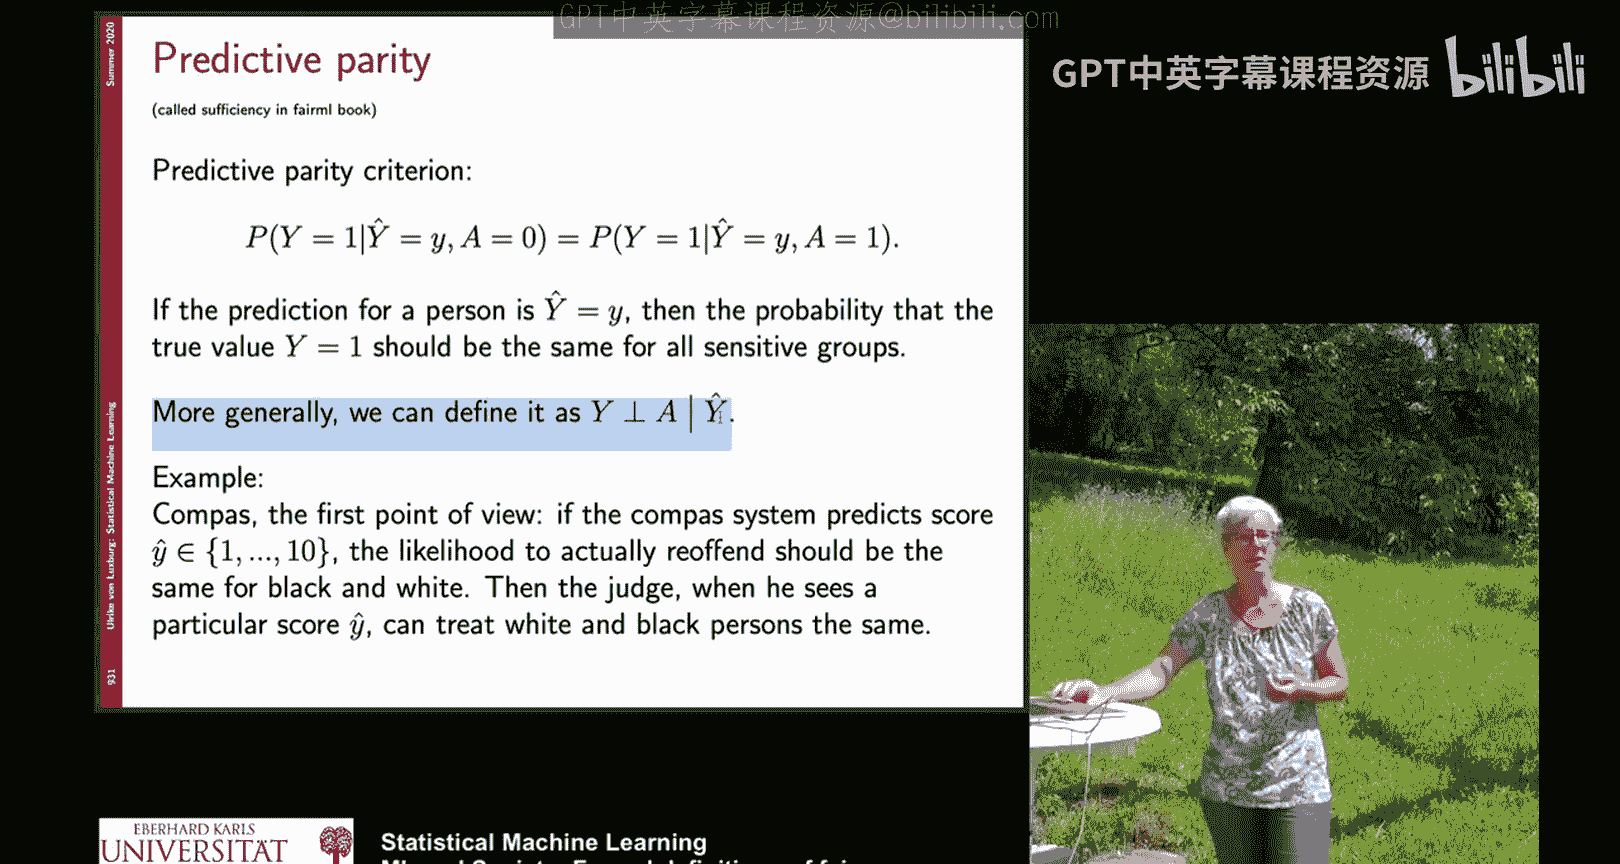 GPT中英字幕课程资源@bilibili.com
GPT中英字幕课程资源 bilibili
Summer 2020
Predictive parity
(called sufficiency in fairml book)
Predictive parity criterion:
P(Y = 1|Ŷ = y, A = 0) = P(Y = 1|Ŷ = y, A = 1).
If the prediction for a person is Ŷ = y, then the probability that the
true value Y = 1 should be the same for all sensitive groups.
More generally, we can define it as Y ⊥ A | Ŷ.
Example:
Compas, the first point of view: if the compas system predicts score
ŷ ∈ {1, ..., 10}, the likelihood to actually reoffend should be the
same for black and white. Then the judge, when he sees a
particular score ŷ, can treat white and black persons the same.
Ulrike von Luxburg: Statistical Machine Learning
931
EBERHARD KARLS
UNIVERSITÄT
Statistical Machine Learning